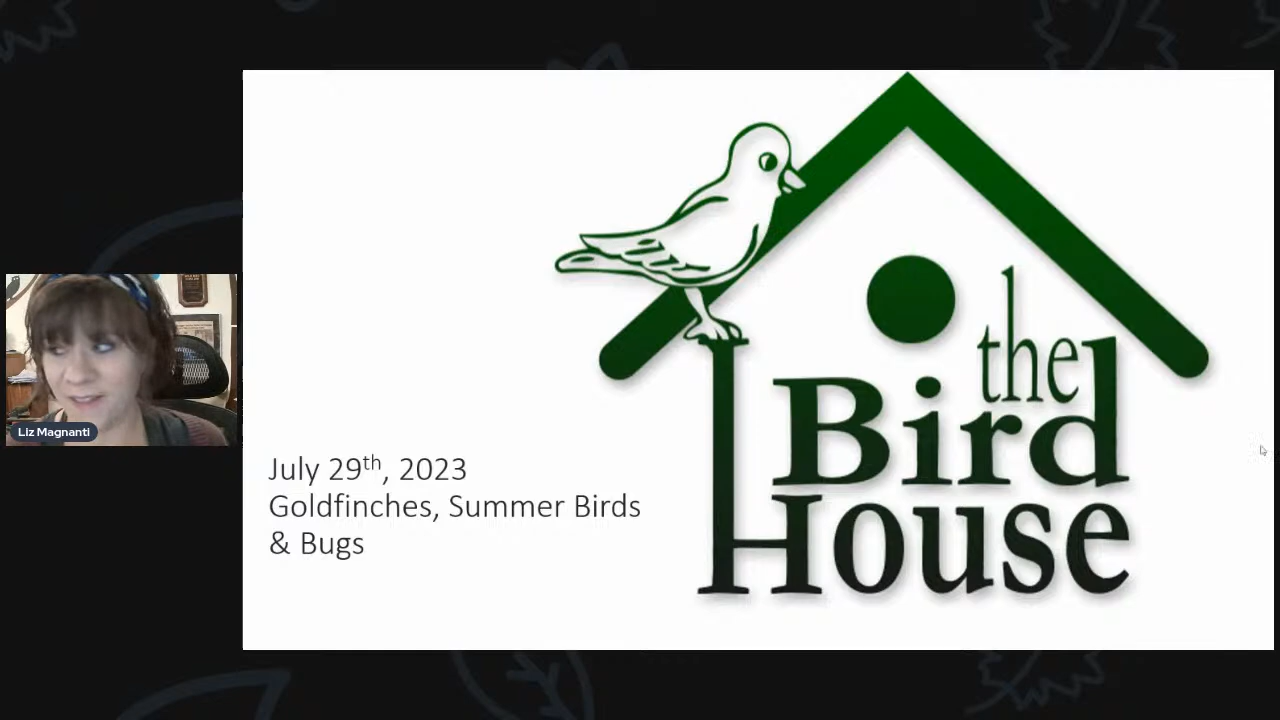 Liz Magnanti
July 29th, 2023
Goldfinches, Summer Birds
& Bugs
the
Bird
House